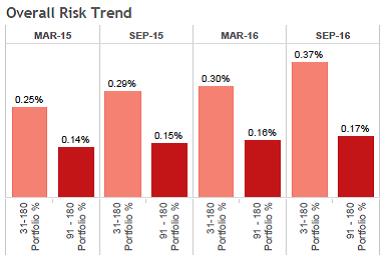 Overall Risk Trend
MAR-15 SEP-15 MAR-16 SEP-16
0.25% 0.14% 0.29% 0.15% 0.30% 0.16% 0.37% 0.17%
31-180
Portfolio %
91 - 180
Portfolio %
31-180
Portfolio %
91 - 180
Portfolio %
31-180
Portfolio %
91 - 180
Portfolio %
31-180
Portfolio %
91 - 180
Portfolio %